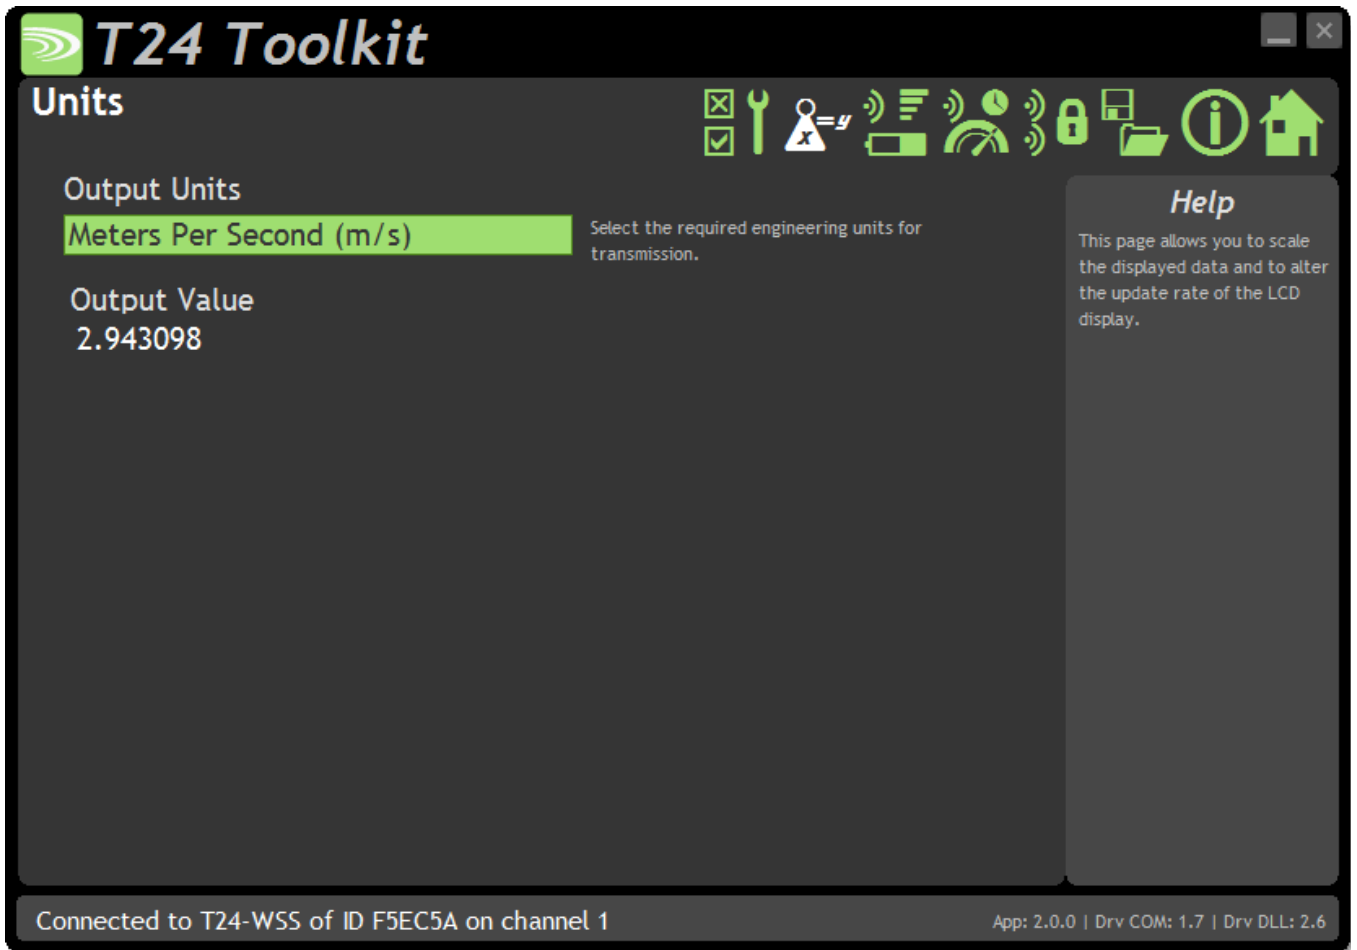 T24 Toolkit
Units
x=y
Output Units
Meters Per Second (m/s)
Select the required engineering units for
transmission.
Output Value
2.943098
Help
This page allows you to scale
the displayed data and to alter
the update rate of the LCD
display.
Connected to T24-WSS of ID F5EC5A on channel 1
App: 2.0.0 | Drv COM: 1.7 | Drv DLL: 2.6